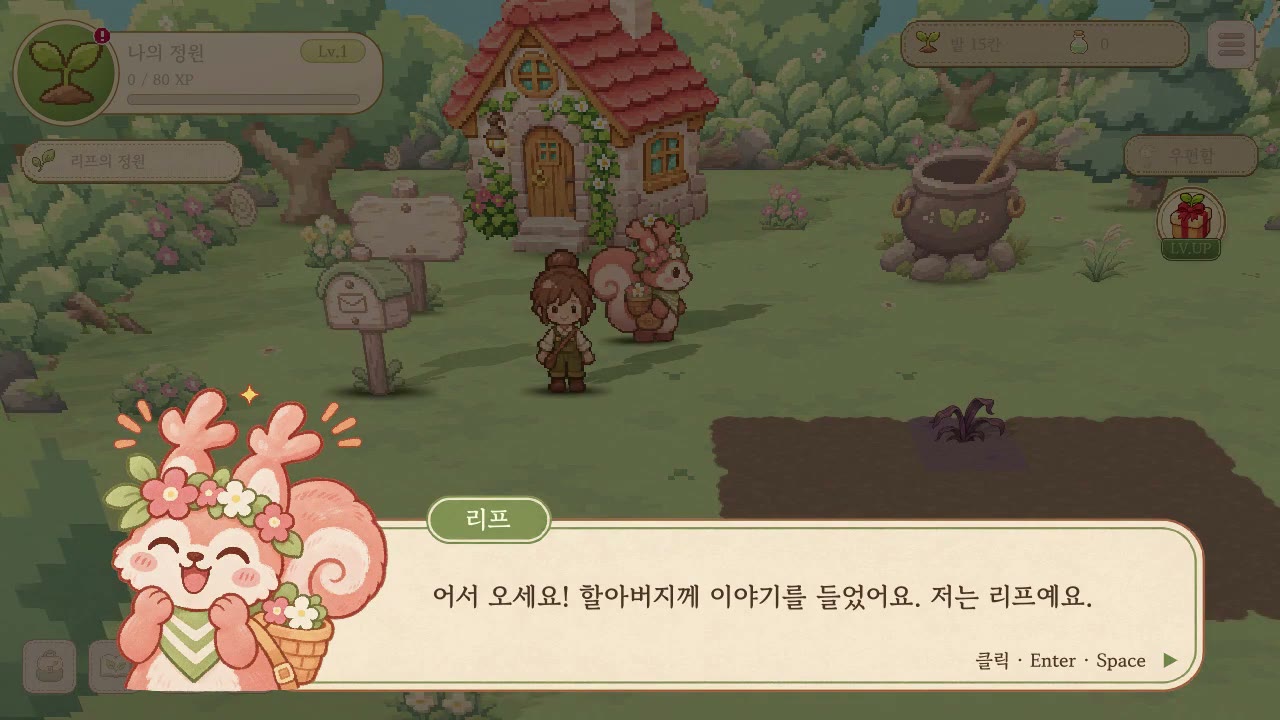 나의 정원
Lv.1
0 / 80 XP
리프의 정원
밭 15칸
0
우편함
LV.UP
리프
어서 오세요! 할아버지께 이야기를 들었어요. 저는 리프예요.
클릭 · Enter · Space